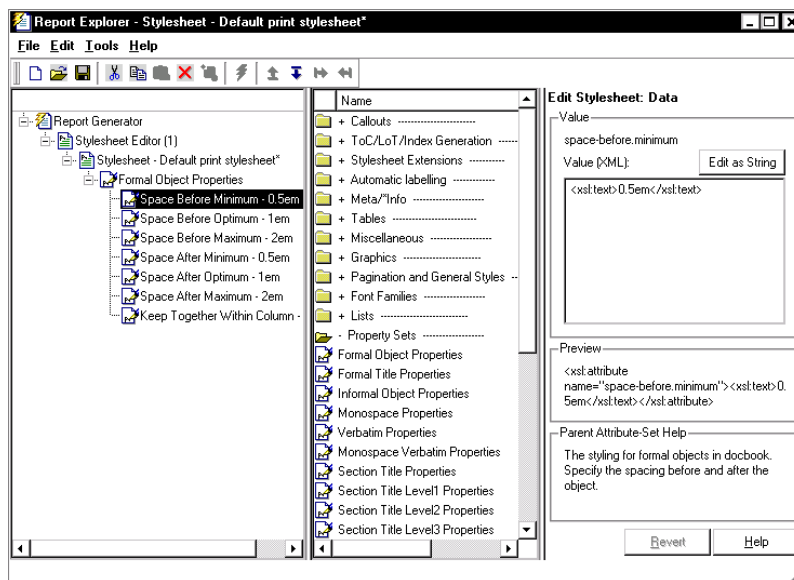 Report Explorer - Stylesheet - Default print stylesheet*
File Edit Tools Help
Report Generator
Stylesheet Editor (1)
Stylesheet - Default print stylesheet*
Formal Object Properties
Space Before Minimum - 0.5em
Space Before Optimum - 1em
Space Before Maximum - 2em
Space After Minimum - 0.5em
Space After Optimum - 1em
Space After Maximum - 2em
Keep Together Within Column -
Name
+ Callouts ----------------------
+ ToC/LoT/Index Generation -----
+ Stylesheet Extensions ---------------
+ Automatic labelling -------------------
+ Meta/*Info --------------------
+ Tables --------------------
+ Miscellaneous -------------------
+ Graphics --------------------
+ Pagination and General Styles --
+ Font Families -------------------
+ Lists ---------------------------
- Property Sets -------------------
Formal Object Properties
Formal Title Properties
Informal Object Properties
Monospace Properties
Verbatim Properties
Monospace Verbatim Properties
Section Title Properties
Section Title Level1 Properties
Section Title Level2 Properties
Section Title Level3 Properties
Edit Stylesheet: Data
Value
space-before.minimum
Value (XML):
Edit as String
<xsl:text>0.5em</xsl:text>
Preview
<xsl:attribute
name="space-before.minimum"><xsl:text>0.
5em</xsl:text></xsl:attribute>
Parent Attribute-Set Help
The styling for formal objects in docbook.
Specify the spacing before and after the
object.
Revert
Help